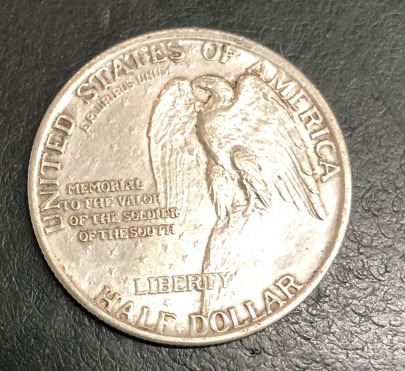 UNITED STATES OF AMERICA
E PLURIBUS UNUM
MEMORIAL
TO THE VALOR
OF THE SOLDIER
OF THE SOUTH
LIBERTY
HALF DOLLAR